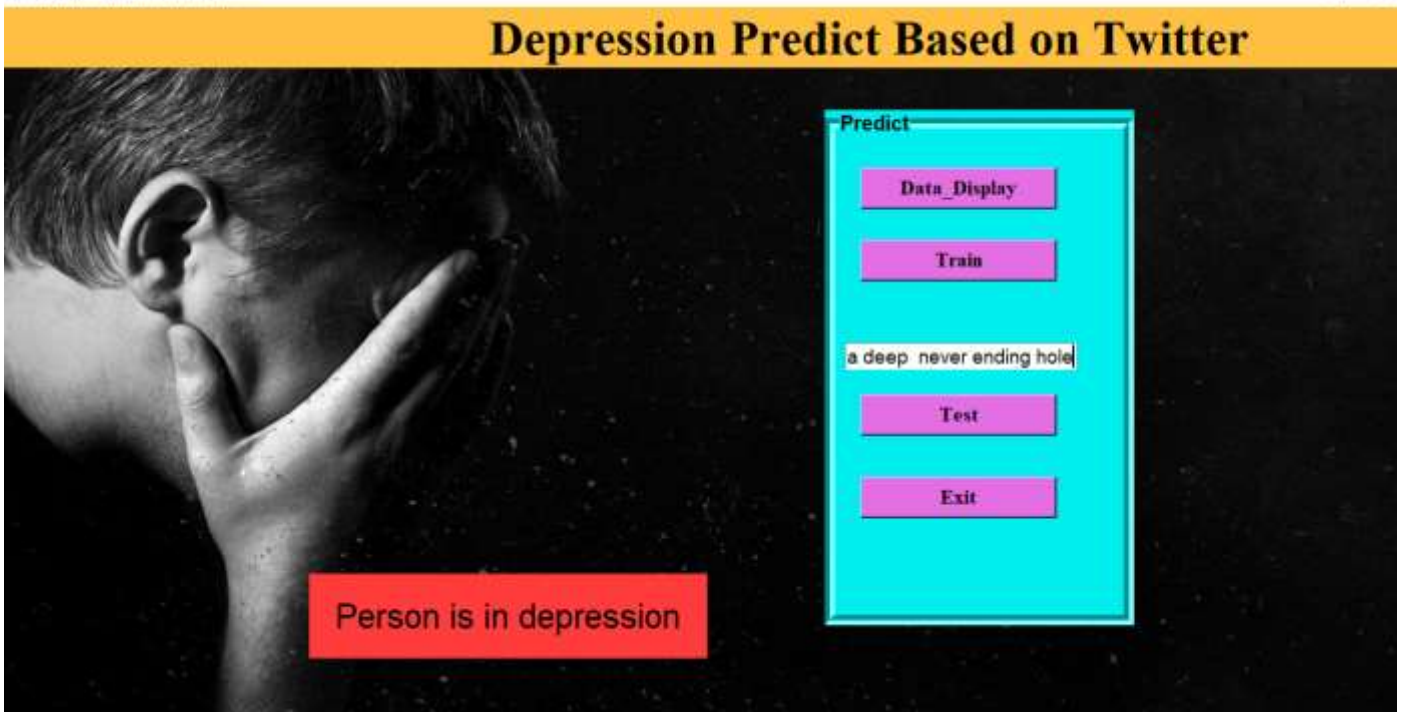 Depression Predict Based on Twitter
Predict
Data_Display
Train
a deep  never ending hole
Test
Exit
Person is in depression